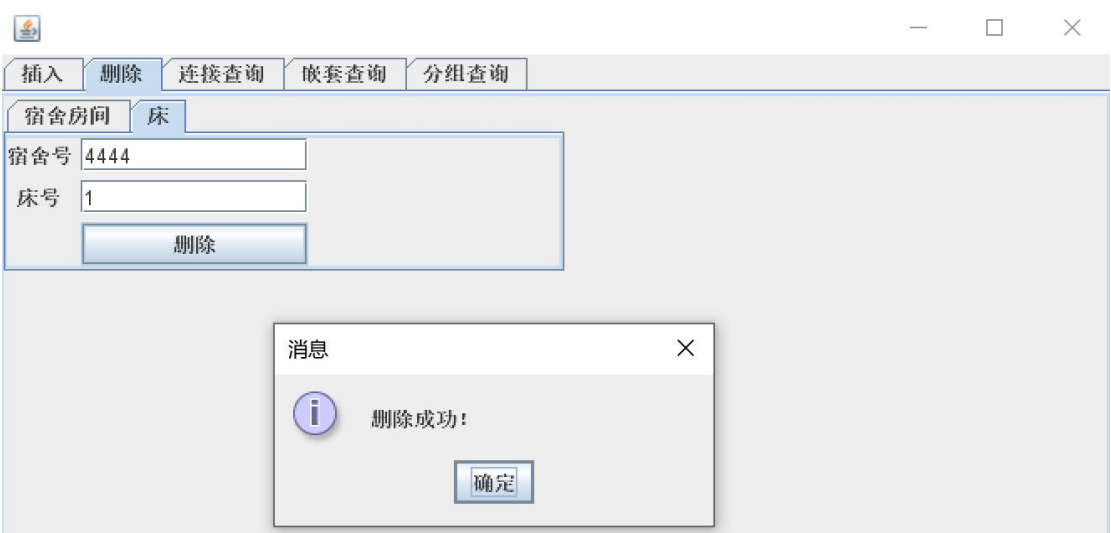 插入 删除 连接查询 嵌套查询 分组查询
宿舍房间 床
宿舍号 4444
床号 1
删除
消息
删除成功!
确定